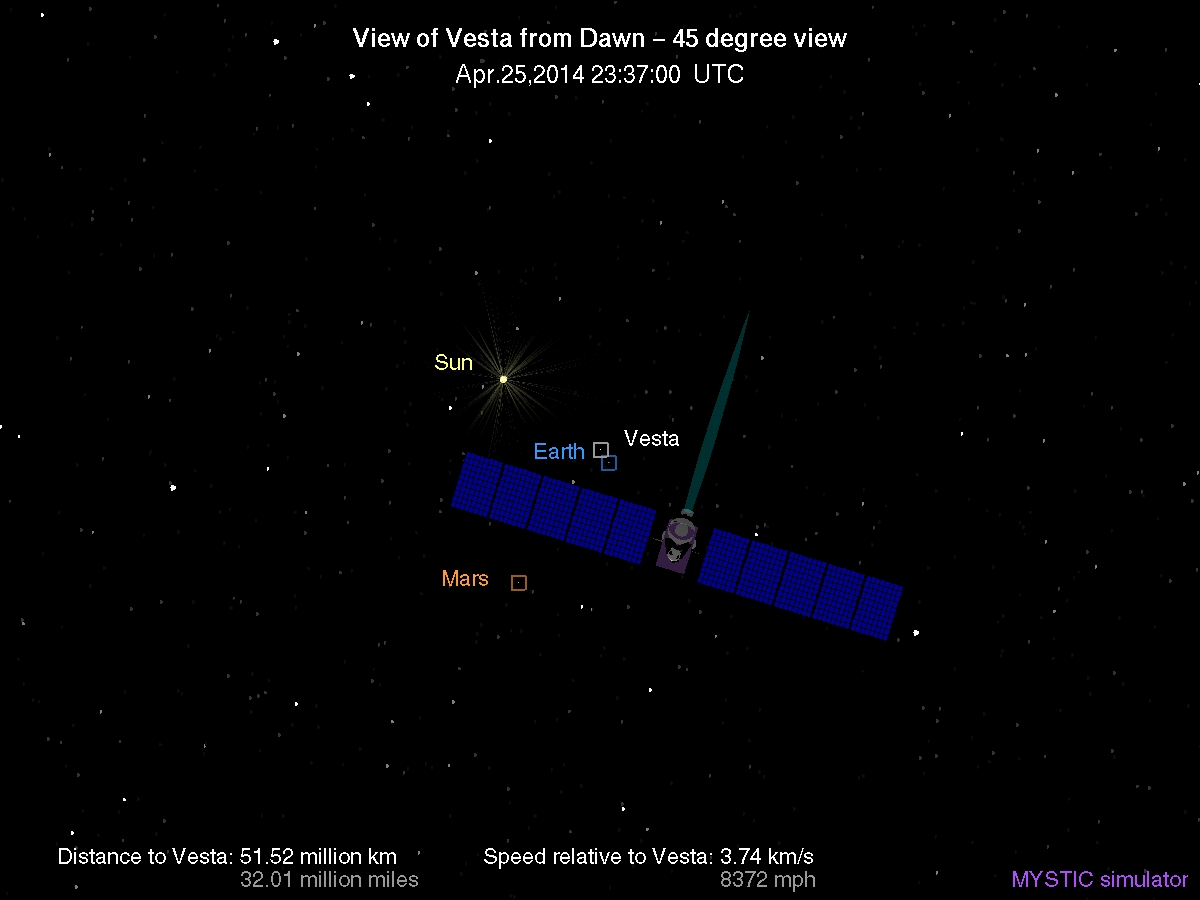 View of Vesta from Dawn – 45 degree view
Apr.25,2014 23:37:00 UTC
Sun
Vesta
Earth
Mars
Distance to Vesta: 51.52 million km
32.01 million miles
Speed relative to Vesta: 3.74 km/s
8372 mph
MYSTIC simulator